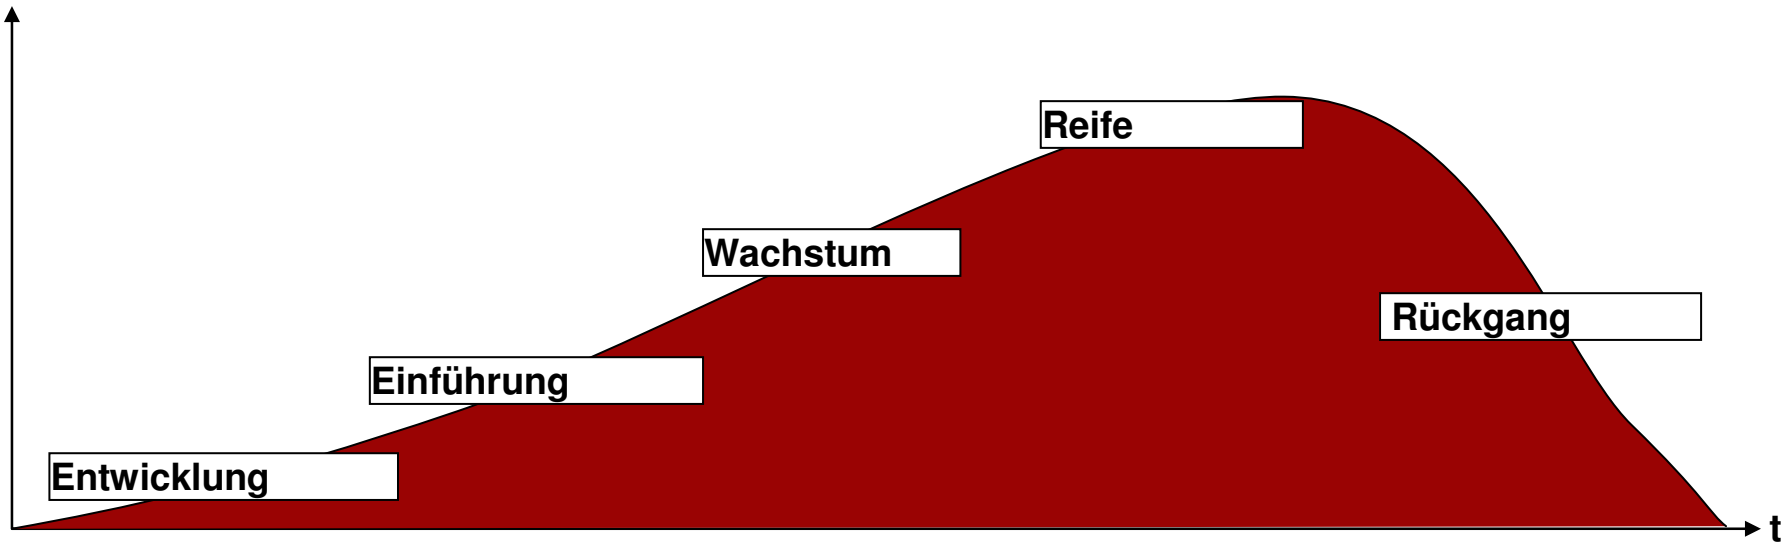 Reife
Wachstum
Rückgang
Einführung
Entwicklung
t